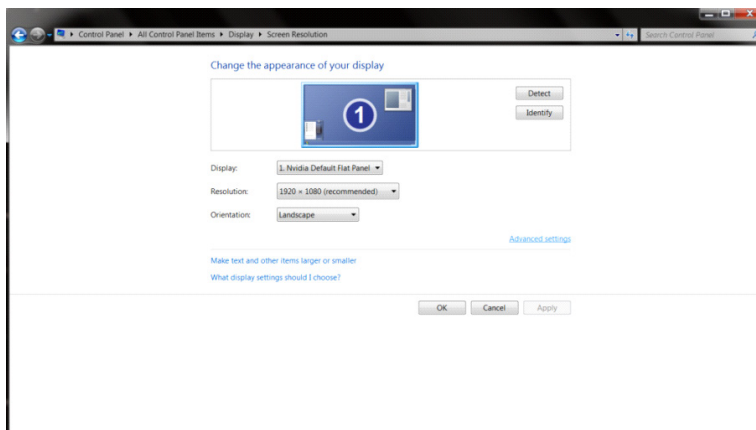 Control Panel ▸ All Control Panel Items ▸ Display ▸ Screen Resolution
Search Control Panel
Change the appearance of your display
1
Detect
Identify
Display: 1. Nvidia Default Flat Panel
Resolution: 1920 × 1080 (recommended)
Orientation: Landscape
Advanced settings
Make text and other items larger or smaller
What display settings should I choose?
OK Cancel Apply